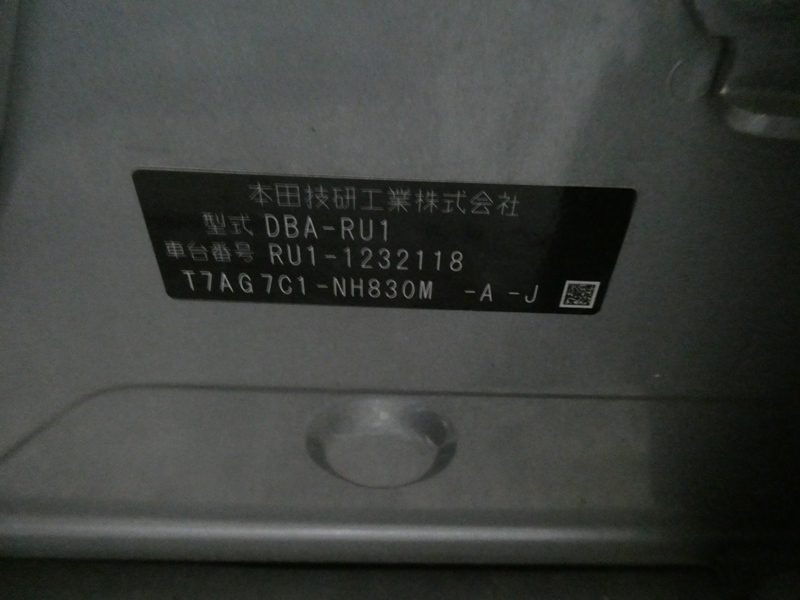 本田技研工業株式会社
型式 DBA-RU1
車台番号 RU1-1232118
T7AG7C1-NH830M -A -J